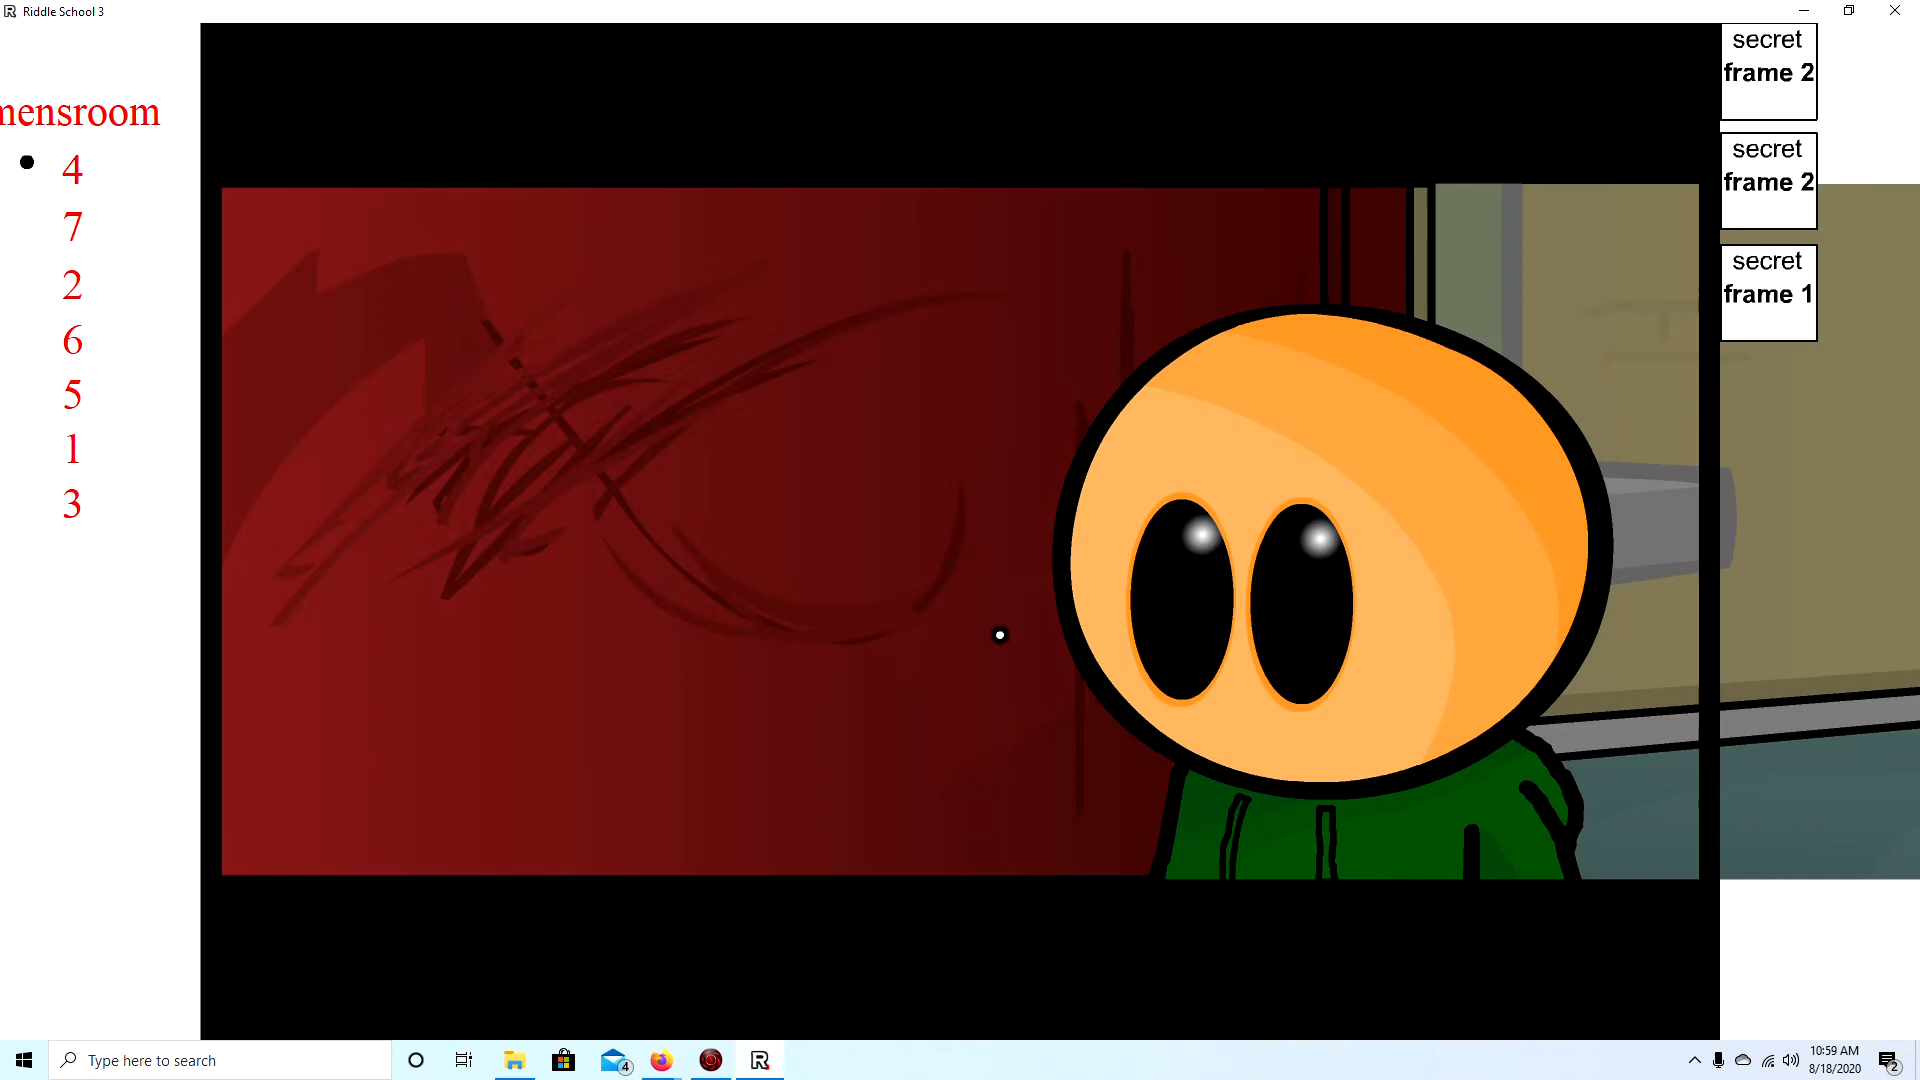 Riddle School 3
mensroom
4
7
2
6
5
1
3
secret
frame 2
secret
frame 2
secret
frame 1
Type here to search
4
10:59 AM
8/18/2020
2